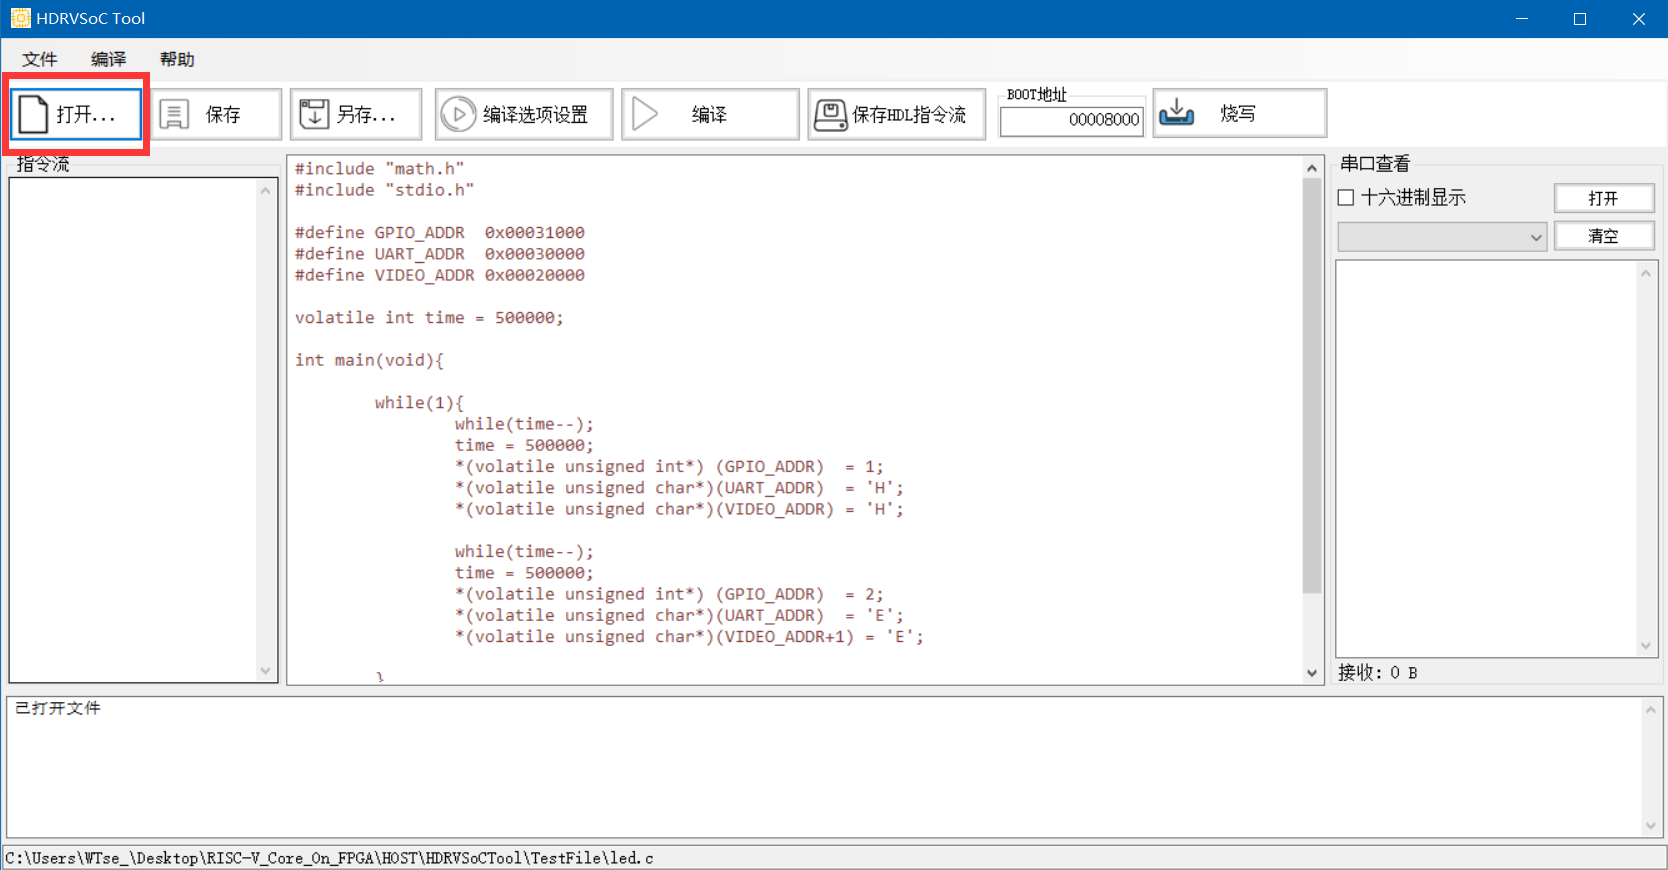 HDRVSoC Tool
文件 编译 帮助
打开... 保存 另存... 编译选项设置 编译 保存HDL指令流 BOOT地址 00008000 烧写
指令流
#include "math.h"
#include "stdio.h"
#define GPIO_ADDR  0x00031000
#define UART_ADDR  0x00030000
#define VIDEO_ADDR 0x00020000
volatile int time = 500000;
int main(void){
        while(1){
                while(time--);
                time = 500000;
                *(volatile unsigned int*) (GPIO_ADDR)  = 1;
                *(volatile unsigned char*)(UART_ADDR)  = 'H';
                *(volatile unsigned char*)(VIDEO_ADDR) = 'H';
                while(time--);
                time = 500000;
                *(volatile unsigned int*) (GPIO_ADDR)  = 2;
                *(volatile unsigned char*)(UART_ADDR)  = 'E';
                *(volatile unsigned char*)(VIDEO_ADDR+1) = 'E';
        }
串口查看
十六进制显示 打开
清空
接收: 0 B
已打开文件
C:\Users\WTse_\Desktop\RISC-V_Core_On_FPGA\HOST\HDRVSoCTool\TestFile\led.c